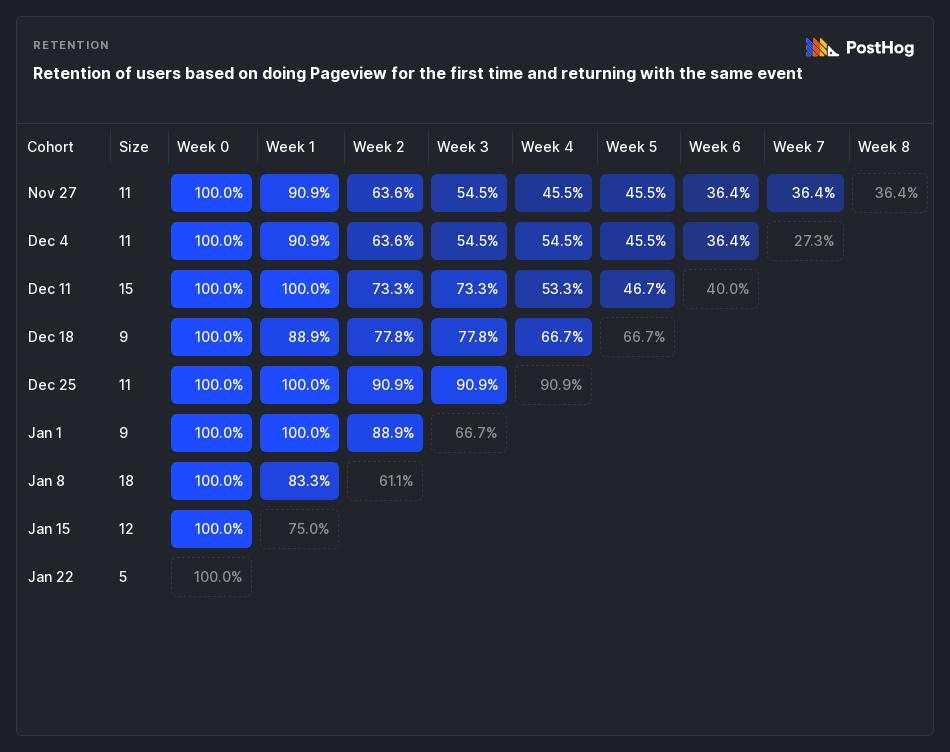 RETENTION
PostHog
Retention of users based on doing Pageview for the first time and returning with the same event
Cohort Size Week 0 Week 1 Week 2 Week 3 Week 4 Week 5 Week 6 Week 7 Week 8
Nov 27 11 100.0% 90.9% 63.6% 54.5% 45.5% 45.5% 36.4% 36.4% 36.4%
Dec 4 11 100.0% 90.9% 63.6% 54.5% 54.5% 45.5% 36.4% 27.3%
Dec 11 15 100.0% 100.0% 73.3% 73.3% 53.3% 46.7% 40.0%
Dec 18 9 100.0% 88.9% 77.8% 77.8% 66.7% 66.7%
Dec 25 11 100.0% 100.0% 90.9% 90.9% 90.9%
Jan 1 9 100.0% 100.0% 88.9% 66.7%
Jan 8 18 100.0% 83.3% 61.1%
Jan 15 12 100.0% 75.0%
Jan 22 5 100.0%